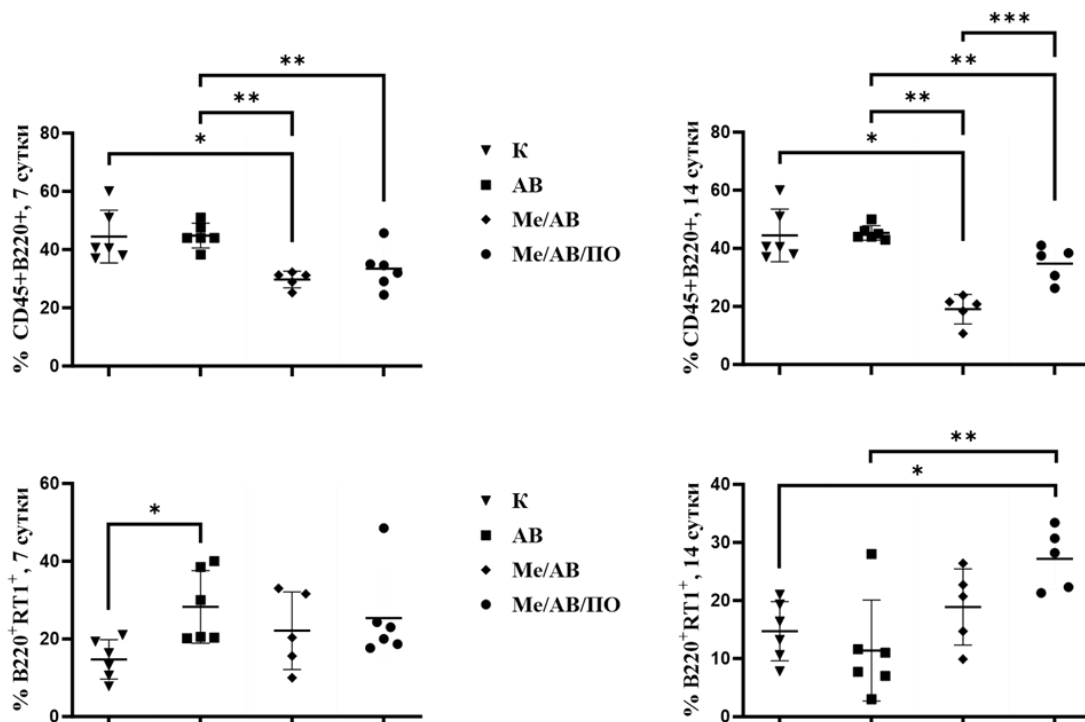 **
**
*
80
60
40
20
0
% CD45+B220+, 7 сутки
К
АВ
Ме/АВ
Ме/АВ/ПО
***
**
**
*
80
60
40
20
0
% CD45+B220+, 14 сутки
*
60
40
20
0
% B220⁺RT1⁺, 7 сутки
К
АВ
Ме/АВ
Ме/АВ/ПО
**
*
40
30
20
10
0
% B220⁺RT1⁺, 14 сутки